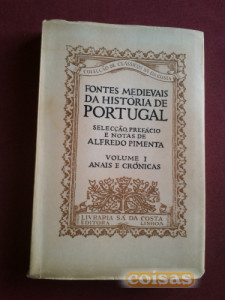 COLECÇÃO DE CLÁSSICOS SÁ DA COSTA
FONTES MEDIEVAIS
DA HISTÓRIA DE
PORTUGAL
SELECÇÃO, PREFÁCIO
E NOTAS DE
ALFREDO PIMENTA
VOLUME I
ANAIS E CRÓNICAS
LIVRARIA SÁ DA COSTA
EDITORA LISBOA
coisas